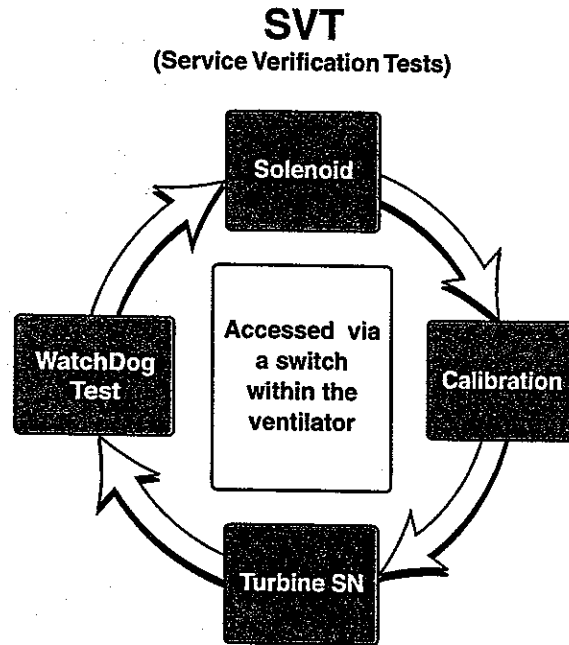 SVT
(Service Verification Tests)
Solenoid
Accessed via
a switch
within the
ventilator
Calibration
WatchDog
Test
Turbine SN